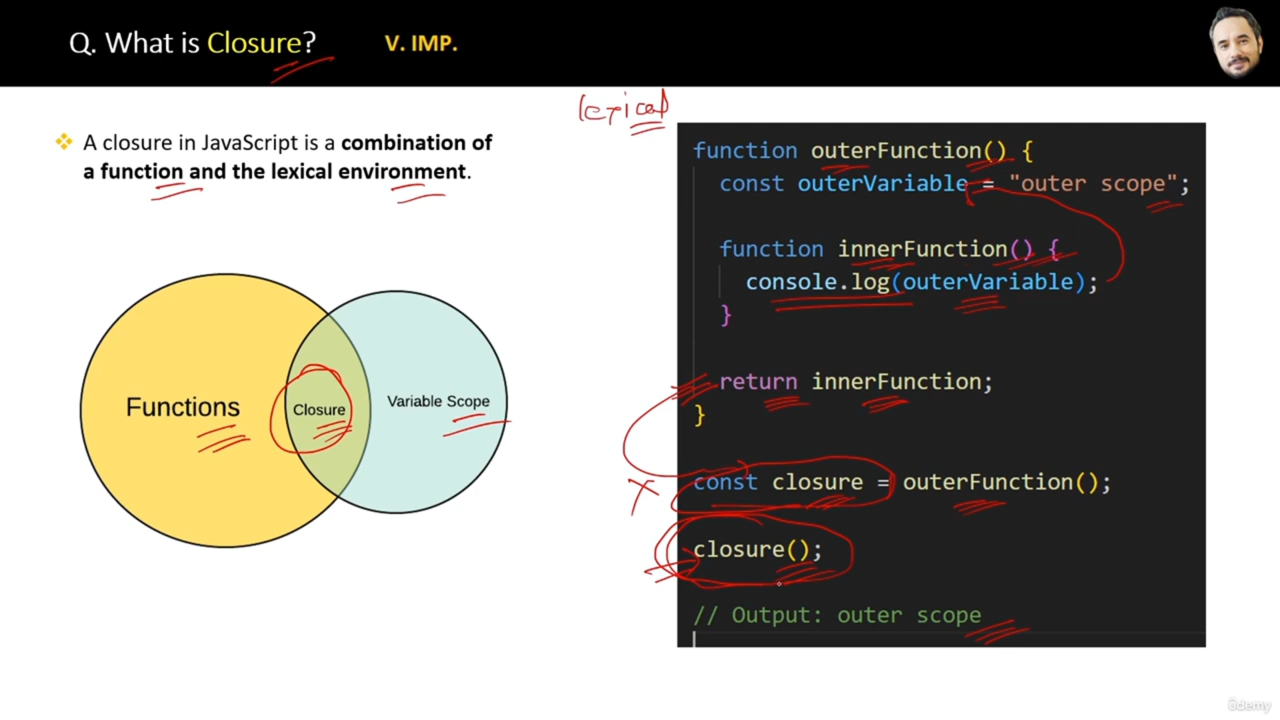 Q. What is Closure?
V. IMP.
lexical
❖ A closure in JavaScript is a combination of
a function and the lexical environment.
Functions
Closure
Variable Scope
function outerFunction() {
const outerVariable = "outer scope";
function innerFunction() {
console.log(outerVariable);
}
return innerFunction;
}
const closure = outerFunction();
closure();
// Output: outer scope
ûdemy